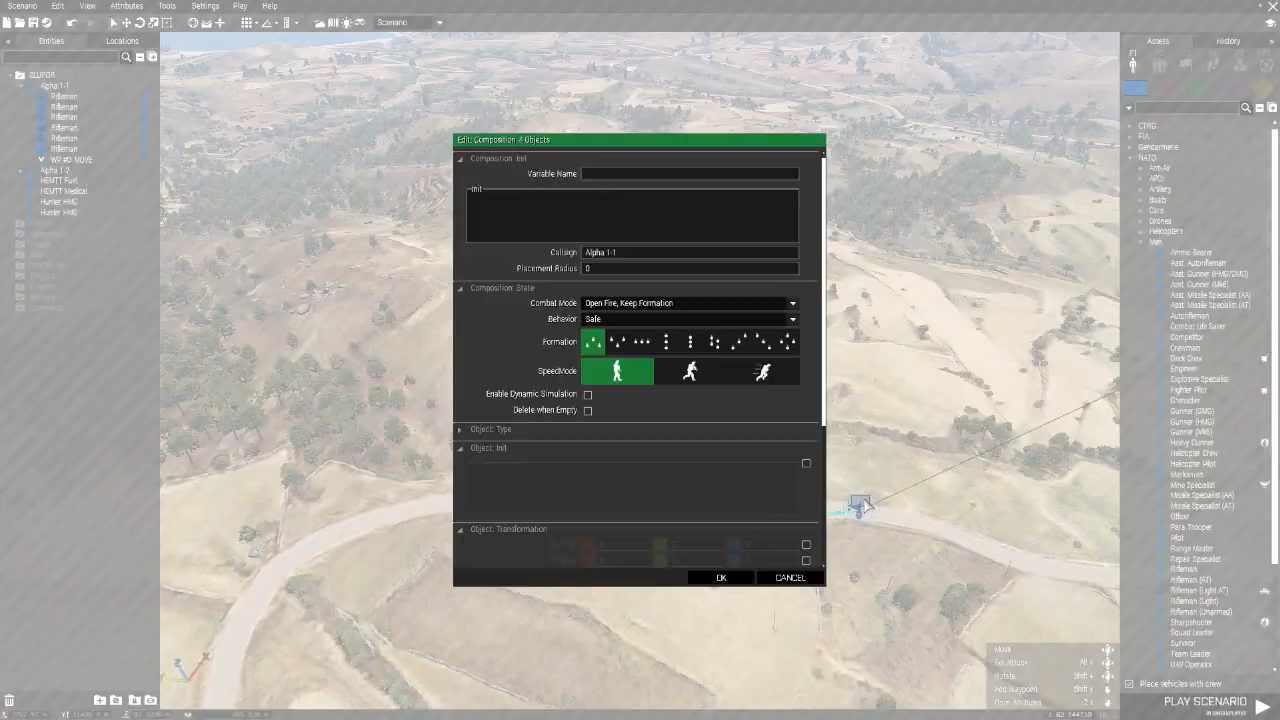 Scenario Edit View Attributes Tools Settings Play Help
Scenario
Entities Locations
Assets History
BLUFOR
Alpha 1-1
Rifleman
Rifleman
Rifleman
Rifleman
Rifleman
Rifleman
WP #0: MOVE
Alpha 1-2
HEMTT Fuel
HEMTT Medical
Hunter HMG
Hunter HMG
Edit: Composition: 4 Objects
Composition: Init
Variable Name
Init
Callsign Alpha 1-1
Placement Radius 0
Composition: State
Combat Mode Open Fire, Keep Formation
Behavior Safe
Formation
SpeedMode
Enable Dynamic Simulation
Delete when Empty
Object: Type
Object: Init
Object: Transformation
OK CANCEL
CTRG
FIA
Gendarmerie
NATO
Anti-Air
APCs
Artillery
Boats
Cars
Drones
Helicopters
Men
Ammo Bearer
Asst. Autorifleman
Asst. Gunner (HMG/GMG)
Asst. Gunner (Mk6)
Asst. Missile Specialist (AA)
Asst. Missile Specialist (AT)
Autorifleman
Combat Life Saver
Competitor
Crewman
Deck Crew
Engineer
Explosive Specialist
Fighter Pilot
Grenadier
Gunner (GMG)
Gunner (HMG)
Gunner (Mk6)
Heavy Gunner
Helicopter Crew
Helicopter Pilot
Marksman
Mine Specialist
Missile Specialist (AA)
Missile Specialist (AT)
Officer
Para Trooper
Pilot
Range Master
Repair Specialist
Rifleman
Rifleman (AT)
Rifleman (Light AT)
Rifleman (Light)
Rifleman (Unarmed)
Sharpshooter
Squad Leader
Survivor
Team Leader
UAV Operator
Move
Set Altitude Alt +
Rotate Shift +
Add Waypoint Shift +
Open Attributes 2 x
Place vehicles with crew
PLAY SCENARIO